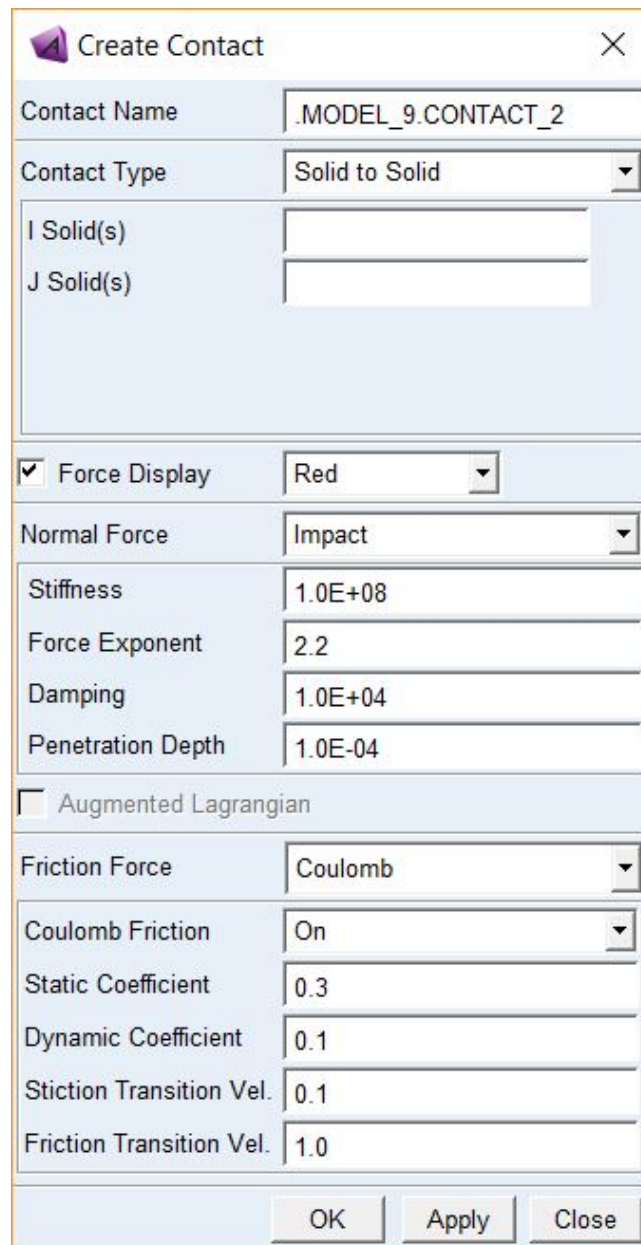 Create Contact
Contact Name .MODEL_9.CONTACT_2
Contact Type Solid to Solid
I Solid(s)
J Solid(s)
Force Display Red
Normal Force Impact
Stiffness 1.0E+08
Force Exponent 2.2
Damping 1.0E+04
Penetration Depth 1.0E-04
Augmented Lagrangian
Friction Force Coulomb
Coulomb Friction On
Static Coefficient 0.3
Dynamic Coefficient 0.1
Stiction Transition Vel. 0.1
Friction Transition Vel. 1.0
OK Apply Close